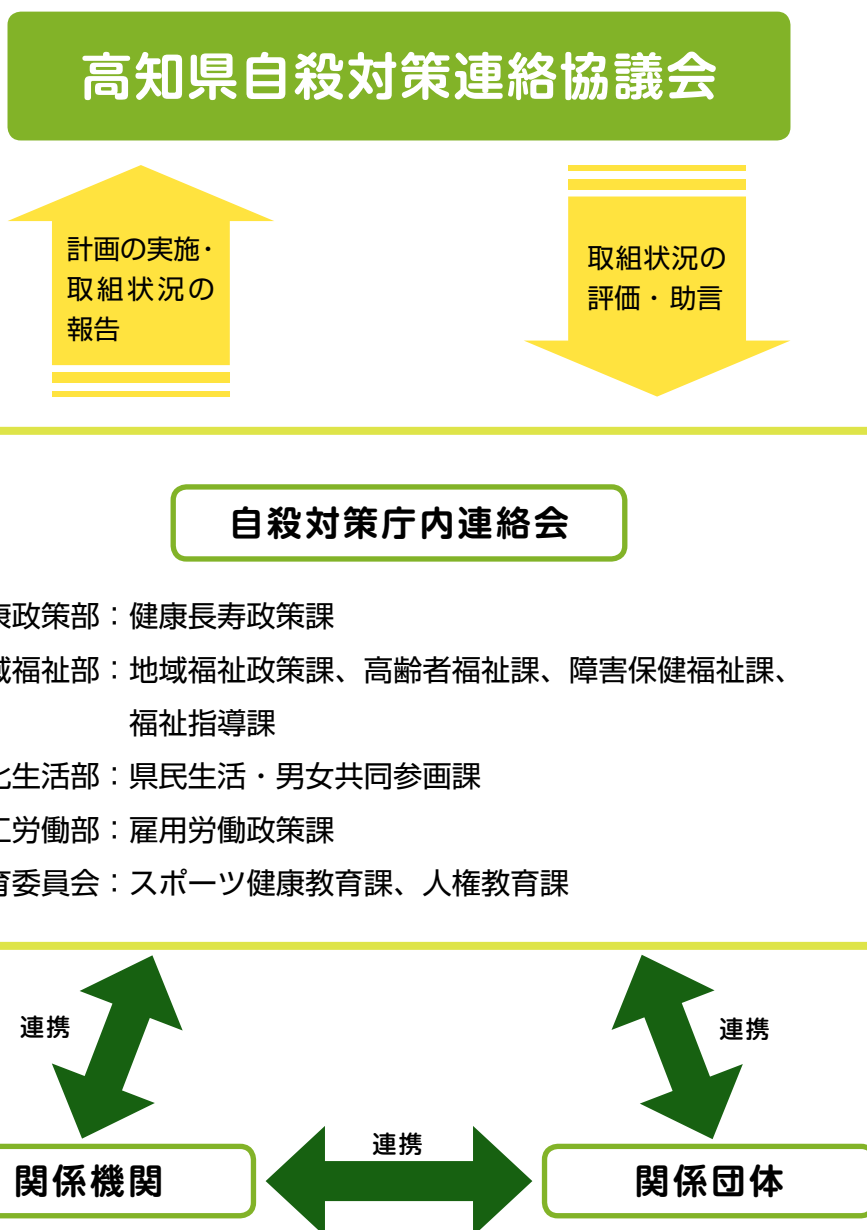 高知県自殺対策連絡協議会
計画の実施・
取組状況の
報告
取組状況の
評価・助言
自殺対策庁内連絡会
康政策部：健康長寿政策課
域福祉部：地域福祉政策課、高齢者福祉課、障害保健福祉課、
福祉指導課
化生活部：県民生活・男女共同参画課
工労働部：雇用労働政策課
育委員会：スポーツ健康教育課、人権教育課
連携
連携
連携
関係機関
関係団体